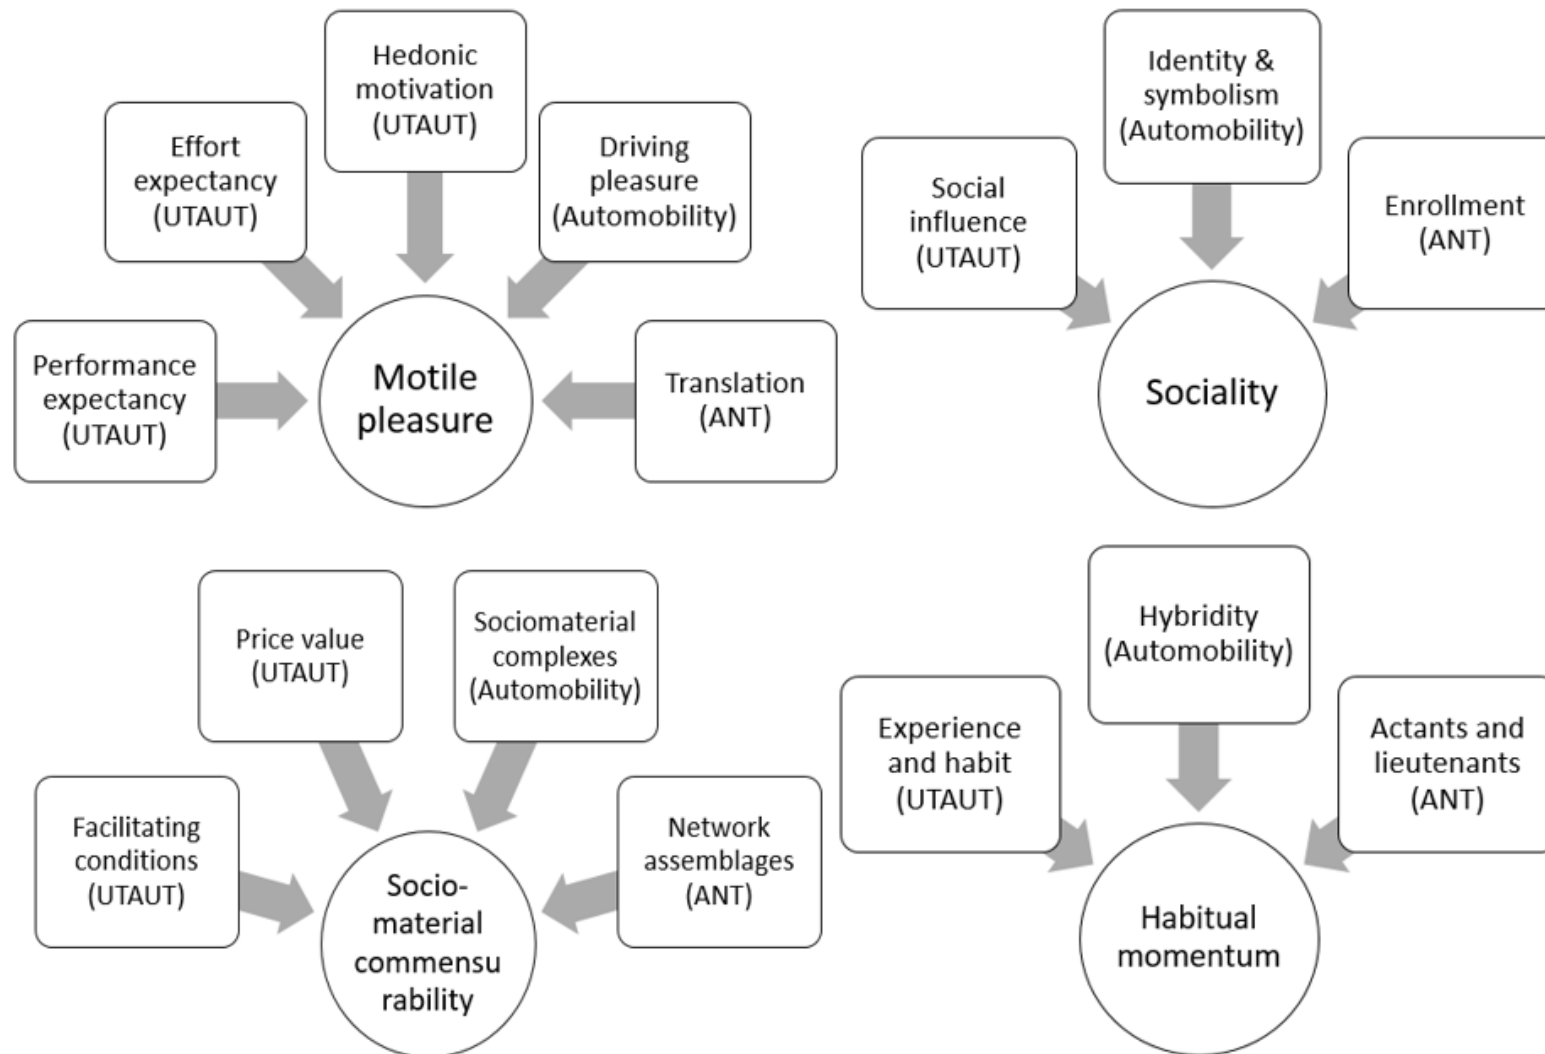 Hedonic
motivation
(UTAUT)
Effort
expectancy
(UTAUT)
Driving
pleasure
(Automobility)
Performance
expectancy
(UTAUT)
Motile
pleasure
Translation
(ANT)
Identity &
symbolism
(Automobility)
Social
influence
(UTAUT)
Enrollment
(ANT)
Sociality
Price value
(UTAUT)
Sociomaterial
complexes
(Automobility)
Facilitating
conditions
(UTAUT)
Network
assemblages
(ANT)
Socio-
material
commensu
rability
Hybridity
(Automobility)
Experience
and habit
(UTAUT)
Actants and
lieutenants
(ANT)
Habitual
momentum